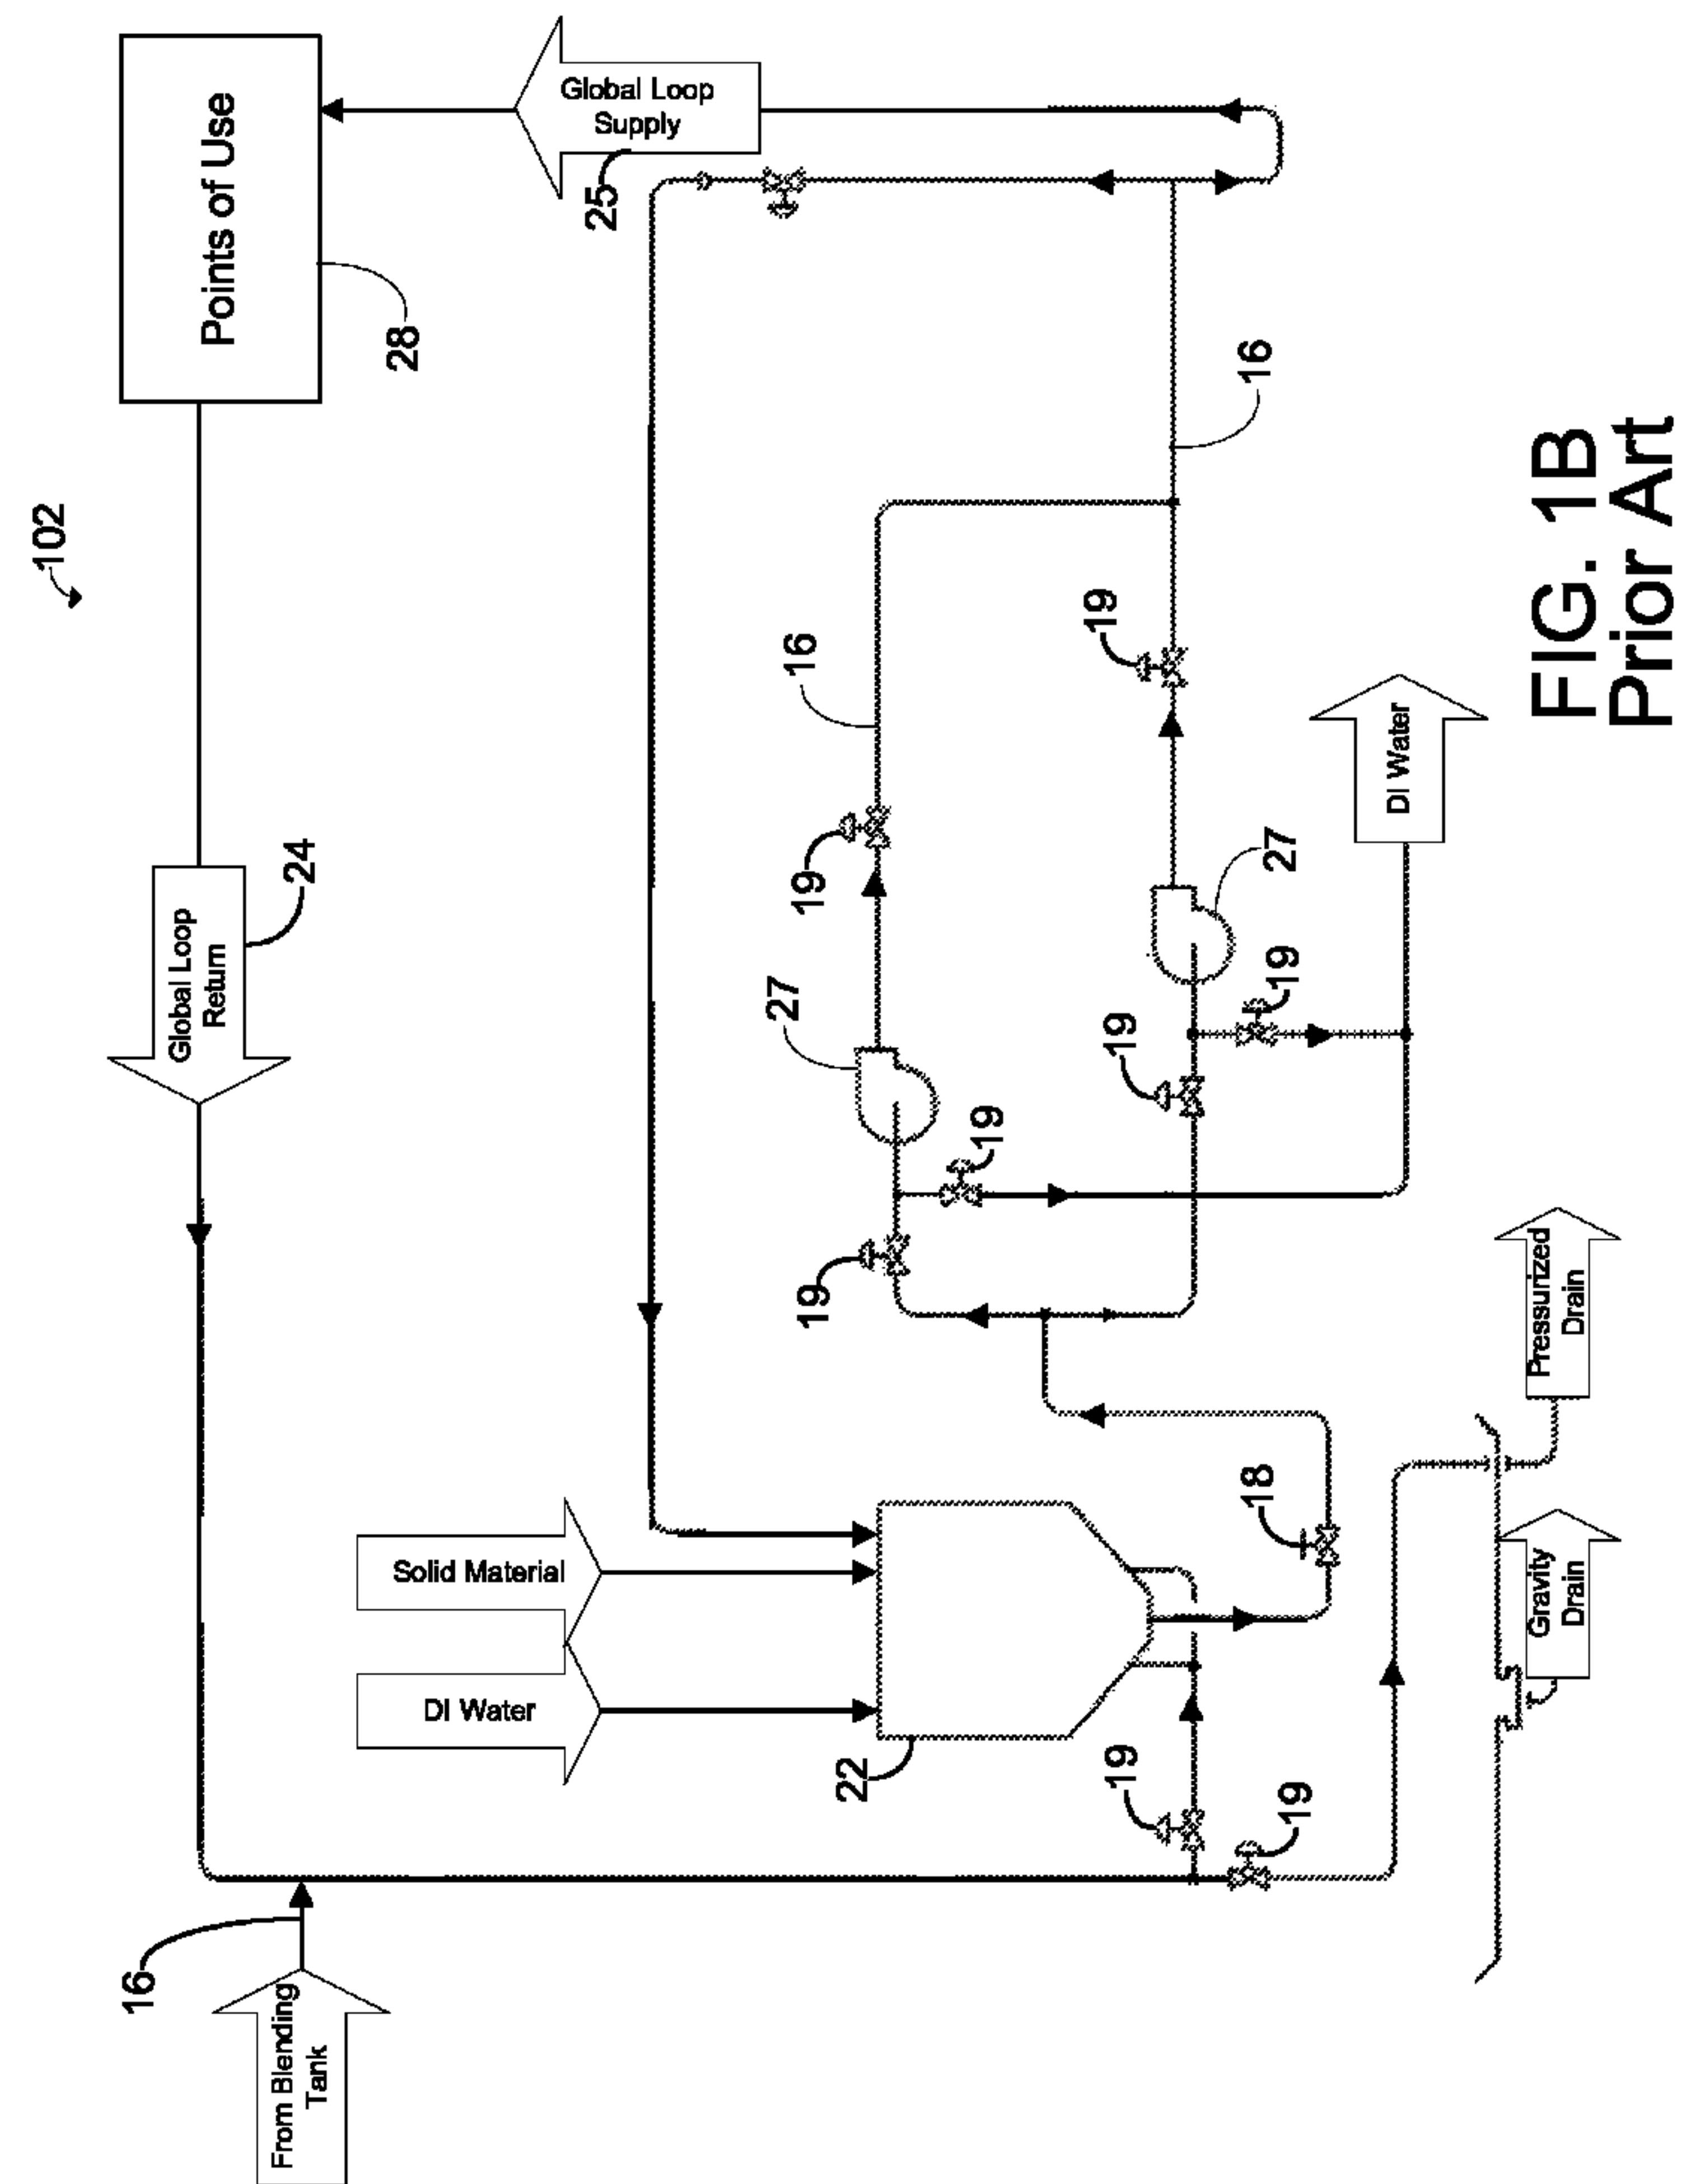 102
Points of Use
28
Global Loop
Supply
25
Global Loop
Return
24
16
From Blending
Tank
Solid Material
DI Water
22
19
19
18
19
19
19
19
27
27
19
19
16
16
DI Water
Pressurized
Drain
Gravity
Drain
FIG. 1B
Prior Art